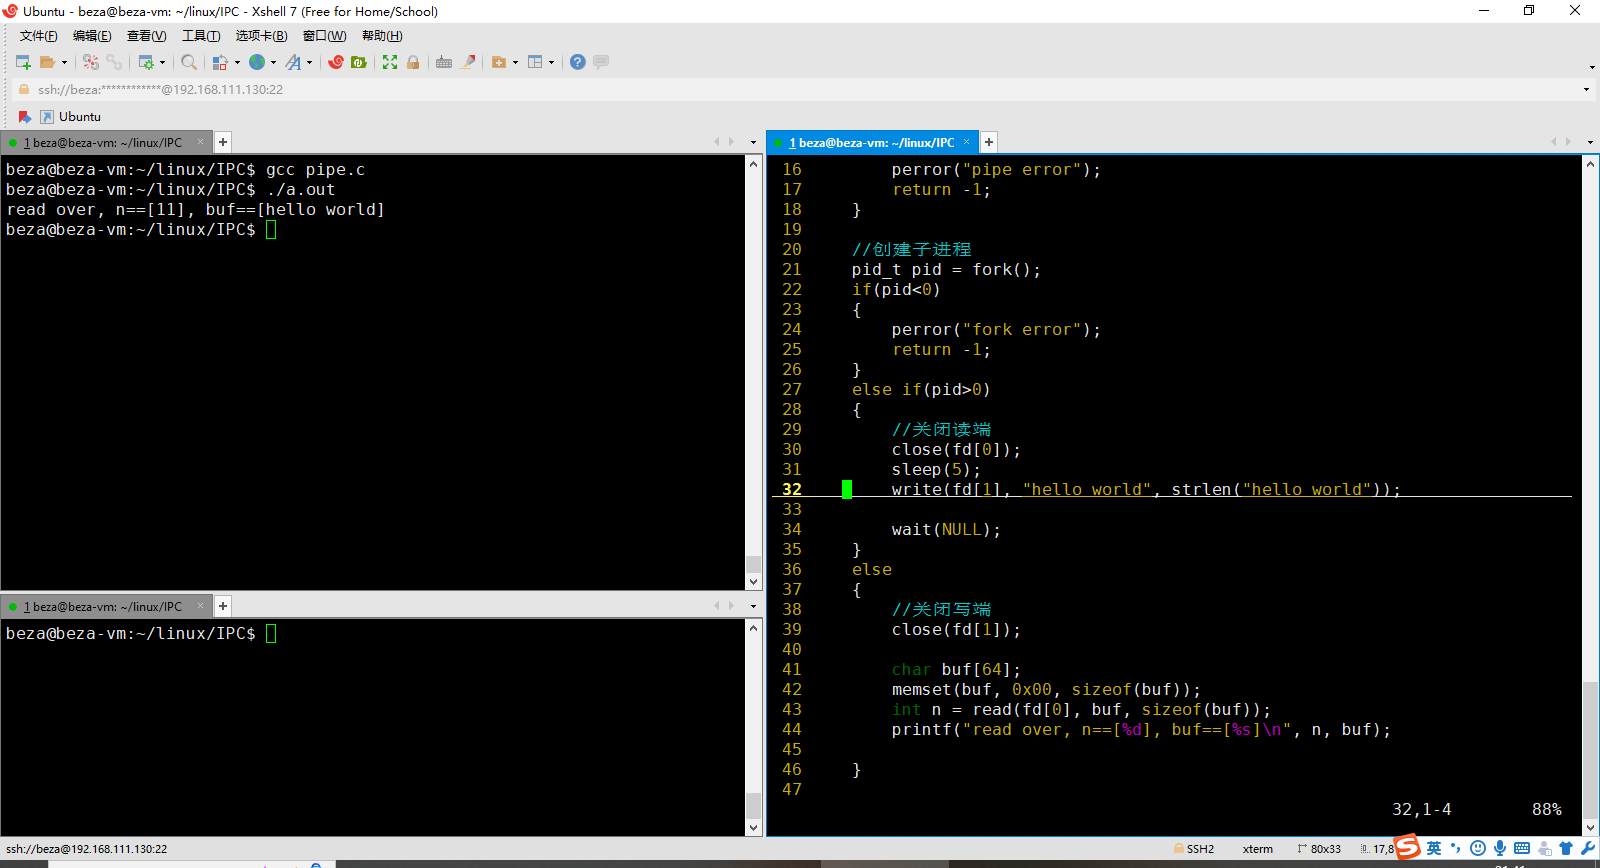 Ubuntu - beza@beza-vm: ~/linux/IPC - Xshell 7 (Free for Home/School)
文件(F) 编辑(E) 查看(V) 工具(T) 选项卡(B) 窗口(W) 帮助(H)
ssh://beza:************@192.168.111.130:22
Ubuntu
1 beza@beza-vm: ~/linux/IPC
beza@beza-vm:~/linux/IPC$ gcc pipe.c
beza@beza-vm:~/linux/IPC$ ./a.out
read over, n==[11], buf==[hello world]
beza@beza-vm:~/linux/IPC$
1 beza@beza-vm: ~/linux/IPC
beza@beza-vm:~/linux/IPC$
1 beza@beza-vm: ~/linux/IPC
16 perror("pipe error");
17 return -1;
18 }
19
20 //创建子进程
21 pid_t pid = fork();
22 if(pid<0)
23 {
24 perror("fork error");
25 return -1;
26 }
27 else if(pid>0)
28 {
29 //关闭读端
30 close(fd[0]);
31 sleep(5);
32 write(fd[1], "hello world", strlen("hello world"));
33
34 wait(NULL);
35 }
36 else
37 {
38 //关闭写端
39 close(fd[1]);
40
41 char buf[64];
42 memset(buf, 0x00, sizeof(buf));
43 int n = read(fd[0], buf, sizeof(buf));
44 printf("read over, n==[%d], buf==[%s]\n", n, buf);
45
46 }
47
32,1-4 88%
ssh://beza@192.168.111.130:22
SSH2 xterm 80x33 17,8 英